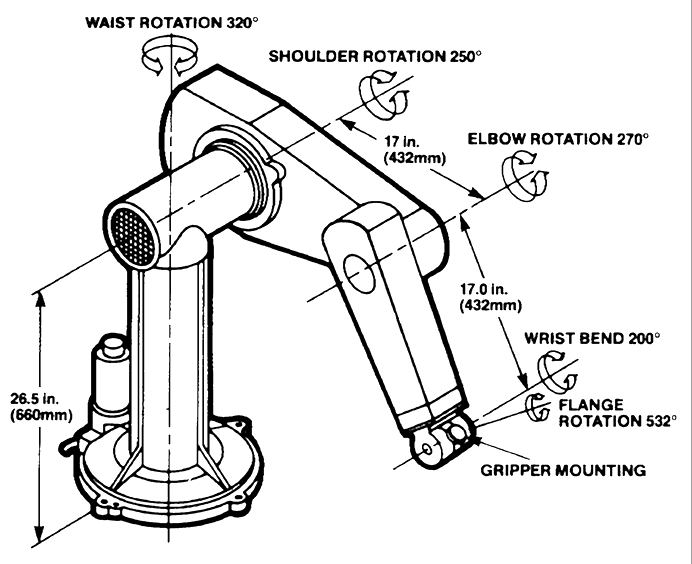 WAIST ROTATION 320°
SHOULDER ROTATION 250°
17 in.
(432mm)
ELBOW ROTATION 270°
17.0 in.
(432mm)
WRIST BEND 200°
FLANGE
ROTATION 532°
GRIPPER MOUNTING
26.5 in.
(660mm)